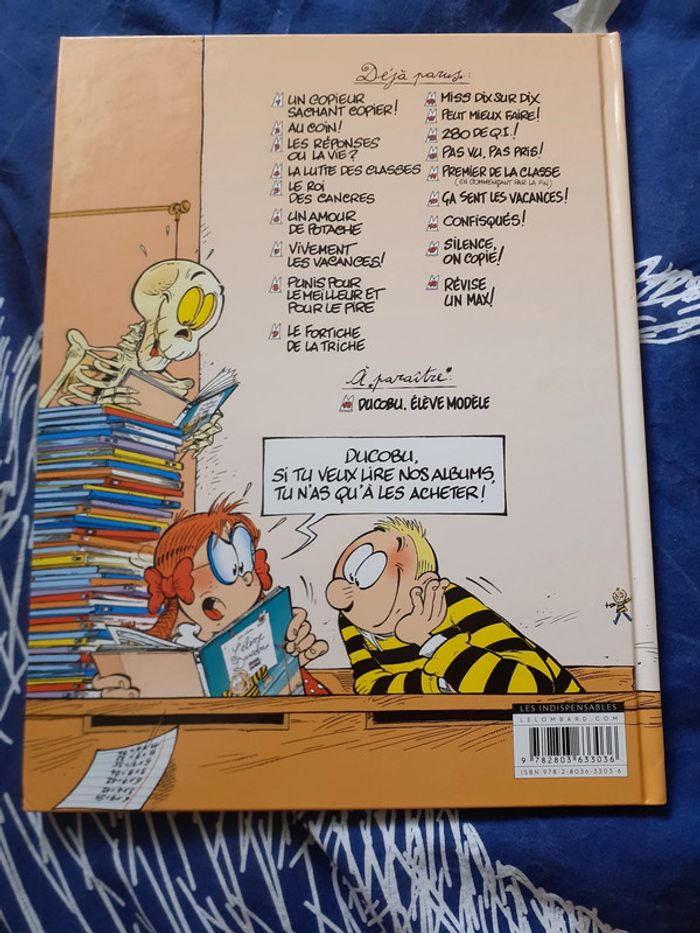 Déjà parus :
UN COPIEUR
SACHANT COPIER !
AU COIN !
LES RÉPONSES
OU LA VIE ?
LA LUTTE DES CLASSES
LE ROI
DES CANCRES
UN AMOUR
DE POTACHE
VIVEMENT
LES VACANCES !
PUNIS POUR
LE MEILLEUR ET
POUR LE PIRE
LE FORTICHE
DE LA TRICHE
MISS DIX SUR DIX
PEUT MIEUX FAIRE !
280 DE Q.I. !
PAS VU, PAS PRIS !
PREMIER DE LA CLASSE
(EN COMMENÇANT PAR LA FIN)
ÇA SENT LES VACANCES !
CONFISQUÉS !
SILENCE,
ON COPIE !
RÉVISE
UN MAX !
À paraître :
DUCOBU, ÉLÈVE MODÈLE
DUCOBU,
SI TU VEUX LIRE NOS ALBUMS,
TU N'AS QU'À LES ACHETER !
L'élève
Ducobu
LES INDISPENSABLES
LELOMBARD.COM
9 782803 633036
ISBN 978-2-8036-3303-6